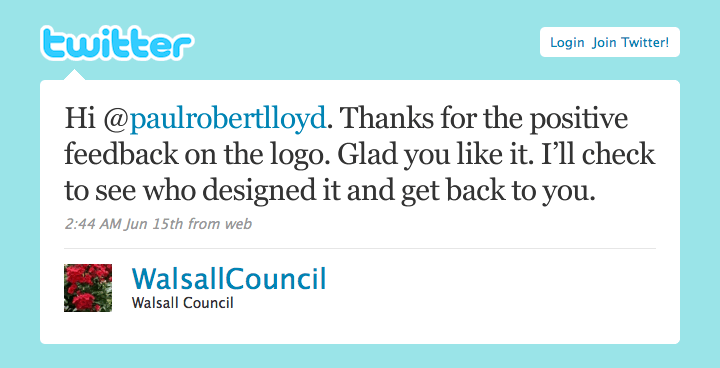 twitter
Login Join Twitter!
Hi @paulrobertlloyd. Thanks for the positive
feedback on the logo. Glad you like it. I’ll check
to see who designed it and get back to you.
2:44 AM Jun 15th from web
WalsallCouncil
Walsall Council